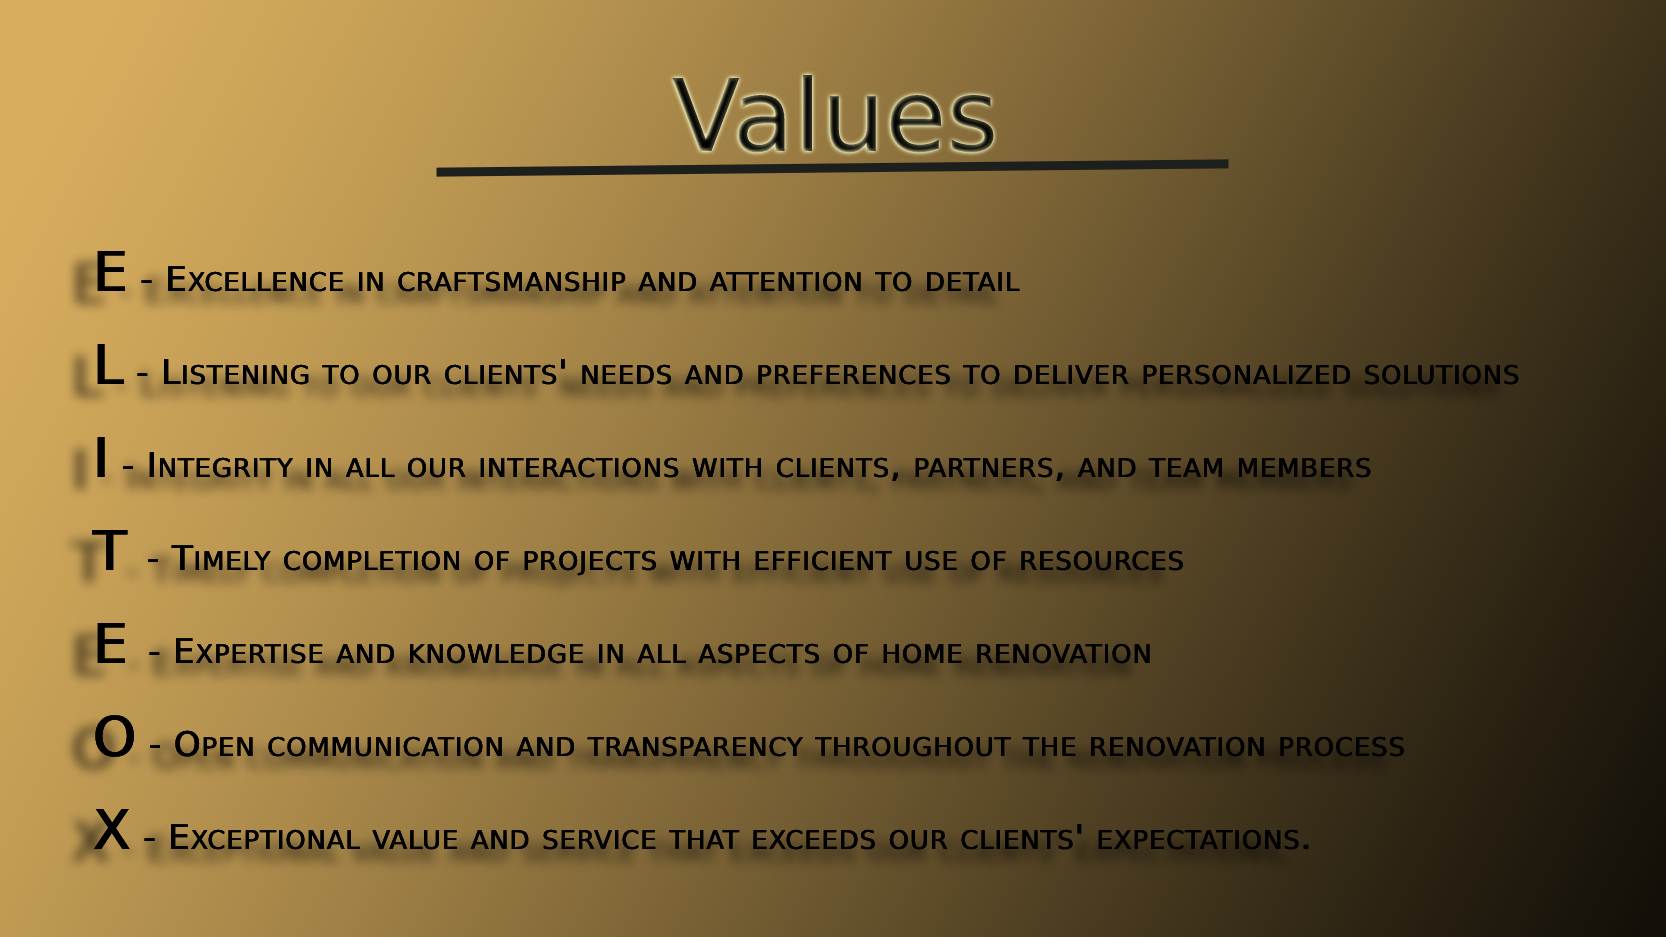 Values
E - Excellence in craftsmanship and attention to detail
L - Listening to our clients' needs and preferences to deliver personalized solutions
I - Integrity in all our interactions with clients, partners, and team members
T - Timely completion of projects with efficient use of resources
E - Expertise and knowledge in all aspects of home renovation
O - Open communication and transparency throughout the renovation process
X - Exceptional value and service that exceeds our clients' expectations.